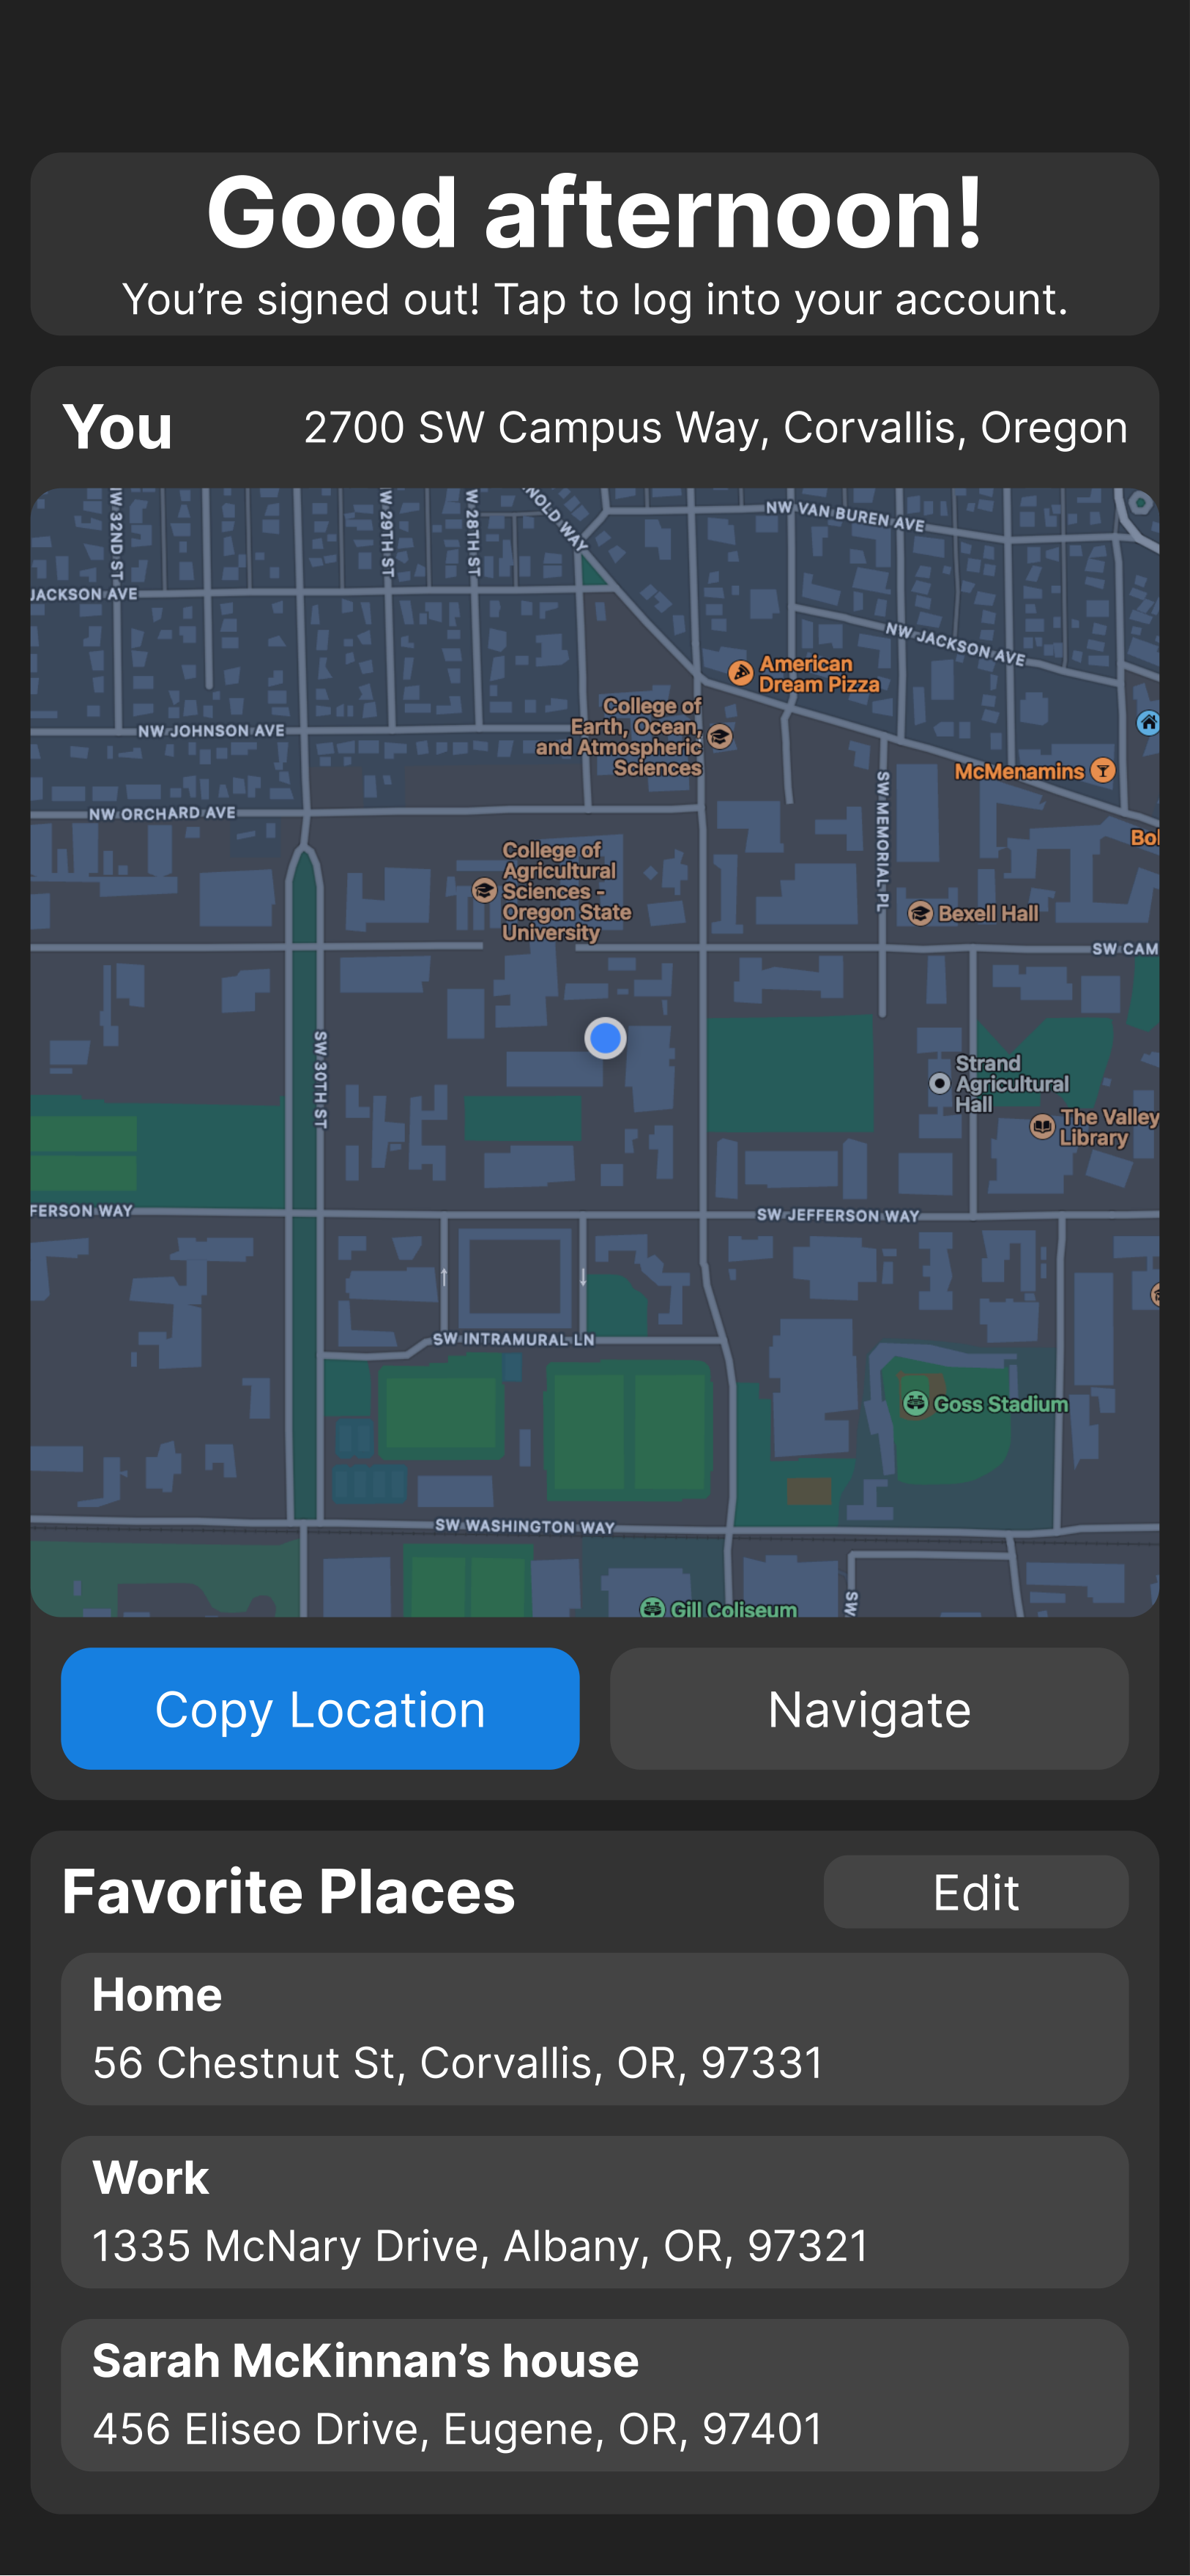 Good afternoon!
You’re signed out! Tap to log into your account.
You
2700 SW Campus Way, Corvallis, Oregon
W 32ND ST
W 29TH ST
W 28TH ST
NOLD WAY
NW VAN BUREN AVE
JACKSON AVE
NW JACKSON AVE
American
Dream Pizza
College of
Earth, Ocean,
and Atmospheric
Sciences
NW JOHNSON AVE
McMenamins
NW ORCHARD AVE
SW MEMORIAL PL
Bol
College of
Agricultural
Sciences -
Oregon State
University
Bexell Hall
SW CAM
SW 30TH ST
Strand
Agricultural
Hall
The Valley
Library
FERSON WAY
SW JEFFERSON WAY
SW INTRAMURAL LN
Goss Stadium
SW WASHINGTON WAY
SW
Gill Coliseum
Copy Location
Navigate
Favorite Places
Edit
Home
56 Chestnut St, Corvallis, OR, 97331
Work
1335 McNary Drive, Albany, OR, 97321
Sarah McKinnan’s house
456 Eliseo Drive, Eugene, OR, 97401